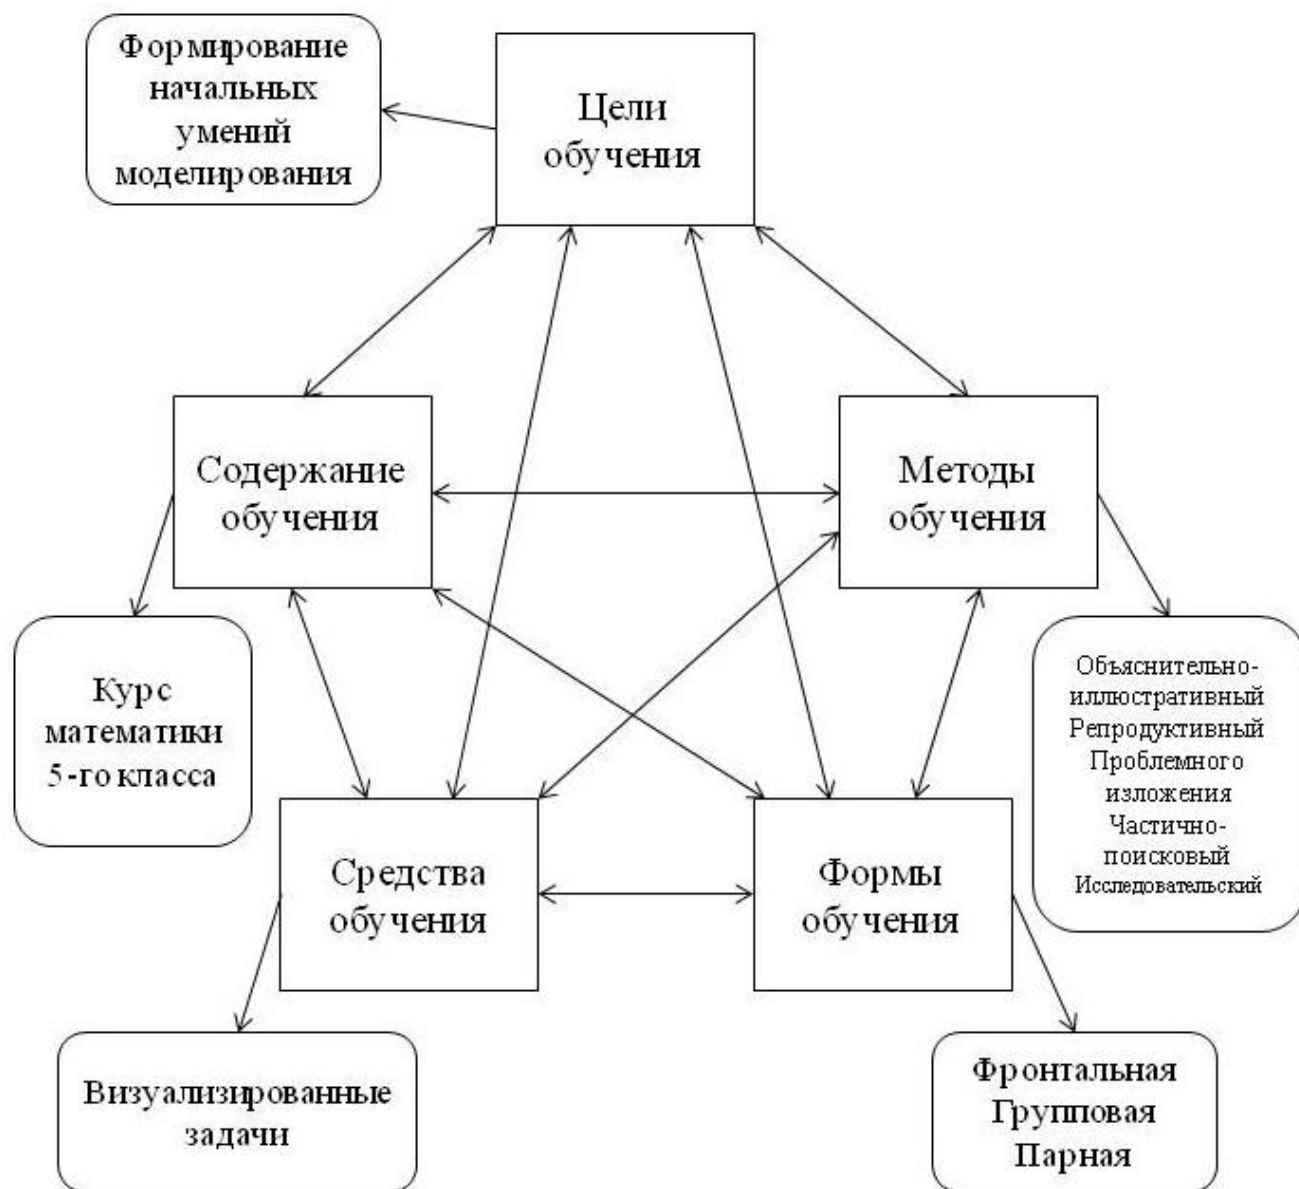 Формирование
начальных
умений
моделирования
Цели
обучения
Содержание
обучения
Методы
обучения
Курс
математики
5-го класса
Объяснительно-
иллюстративный
Репродуктивный
Проблемного
изложения
Частично-
поисковый
Исследовательский
Средства
обучения
Формы
обучения
Визуализированные
задачи
Фронтальная
Групповая
Парная